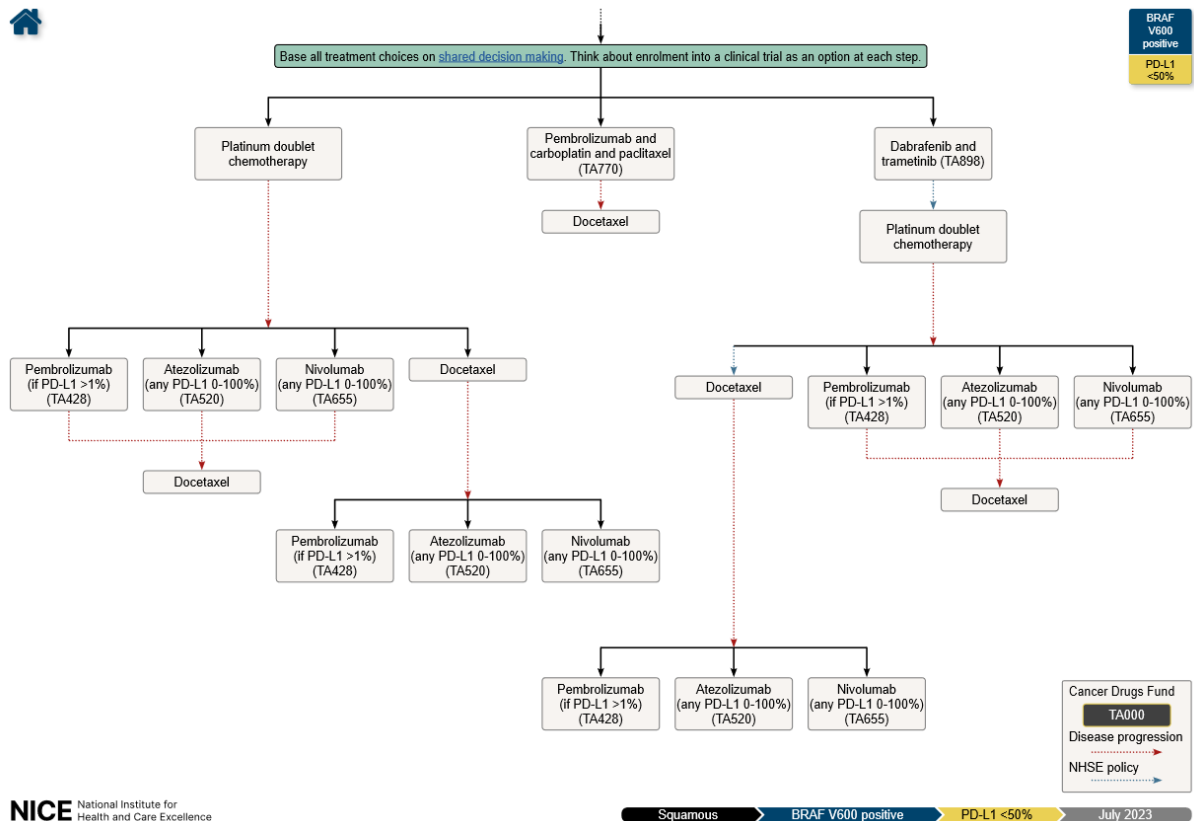 BRAF
V600
positive
PD-L1
<50%
Base all treatment choices on shared decision making. Think about enrolment into a clinical trial as an option at each step.
Platinum doublet
chemotherapy
Pembrolizumab and
carboplatin and paclitaxel
(TA770)
Dabrafenib and
trametinib (TA898)
Docetaxel
Platinum doublet
chemotherapy
Pembrolizumab
(if PD-L1 >1%)
(TA428)
Atezolizumab
(any PD-L1 0-100%)
(TA520)
Nivolumab
(any PD-L1 0-100%)
(TA655)
Docetaxel
Docetaxel
Pembrolizumab
(if PD-L1 >1%)
(TA428)
Atezolizumab
(any PD-L1 0-100%)
(TA520)
Nivolumab
(any PD-L1 0-100%)
(TA655)
Docetaxel
Docetaxel
Pembrolizumab
(if PD-L1 >1%)
(TA428)
Atezolizumab
(any PD-L1 0-100%)
(TA520)
Nivolumab
(any PD-L1 0-100%)
(TA655)
Pembrolizumab
(if PD-L1 >1%)
(TA428)
Atezolizumab
(any PD-L1 0-100%)
(TA520)
Nivolumab
(any PD-L1 0-100%)
(TA655)
Cancer Drugs Fund
TA000
Disease progression
NHSE policy
NICE National Institute for
Health and Care Excellence
Squamous
BRAF V600 positive
PD-L1 <50%
July 2023